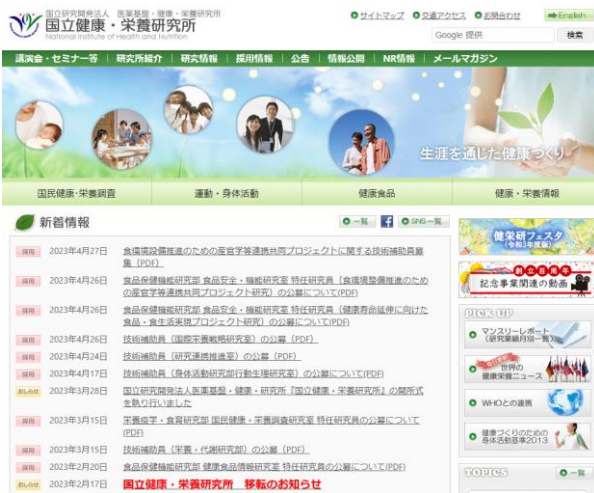 国立研究開発法人 医薬基盤・健康・栄養研究所
国立健康・栄養研究所
National Institute of Health and Nutrition
サイトマップ 交通アクセス お問合わせ English
Google 提供 検索
講演会・セミナー等 | 研究所紹介 | 研究情報 | 採用情報 | 公告 | 情報公開 | NR情報 | メールマガジン
生涯を通じた健康づくり
国民健康・栄養調査 運動・身体活動 健康食品 健康・栄養情報
新着情報 一覧 SNS一覧
採用 2023年4月27日 食環境設備推進のための産官学等連携共同プロジェクトに関する技術補助員募
集（PDF）
採用 2023年4月26日 食品保健機能研究部 食品安全・機能研究室 特任研究員（食環境整備推進のため
の産官学等連携共同プロジェクト研究）の公募について(PDF)
採用 2023年4月26日 食品保健機能研究部 食品安全・機能研究室 特任研究員（健康寿命延伸に向けた
食品・食生活実現プロジェクト研究）の公募について(PDF)
採用 2023年4月26日 技術補助員（国際栄養戦略研究室）の公募（PDF）
採用 2023年4月24日 技術補助員（研究連携推進室）の公募（PDF）
採用 2023年4月17日 技術補助員（身体活動研究部行動生理研究室）の公募について(PDF)
お知らせ 2023年3月28日 国立研究開発法人医薬基盤・健康・研究所『国立健康・栄養研究所』の開所式
を執り行いました
採用 2023年3月15日 栄養疫学・食育研究部 国民健康・栄養調査研究室 特任研究員の公募について
(PDF)
採用 2023年3月15日 技術補助員（栄養・代謝研究部）の公募（PDF）
採用 2023年2月20日 食品保健機能研究部 健康食品情報研究室 特任研究員の公募について(PDF)
お知らせ 2023年2月17日 国立健康・栄養研究所 移転のお知らせ
健栄研フェスタ
(令和3年度版)
創立百周年
記念事業関連の動画
PICK UP
マンスリーレポート
（研究業績月別一覧）
世界の
健康栄養ニュース
WHOとの連携
健康づくりのための
身体活動基準2013
TOPICS 一覧